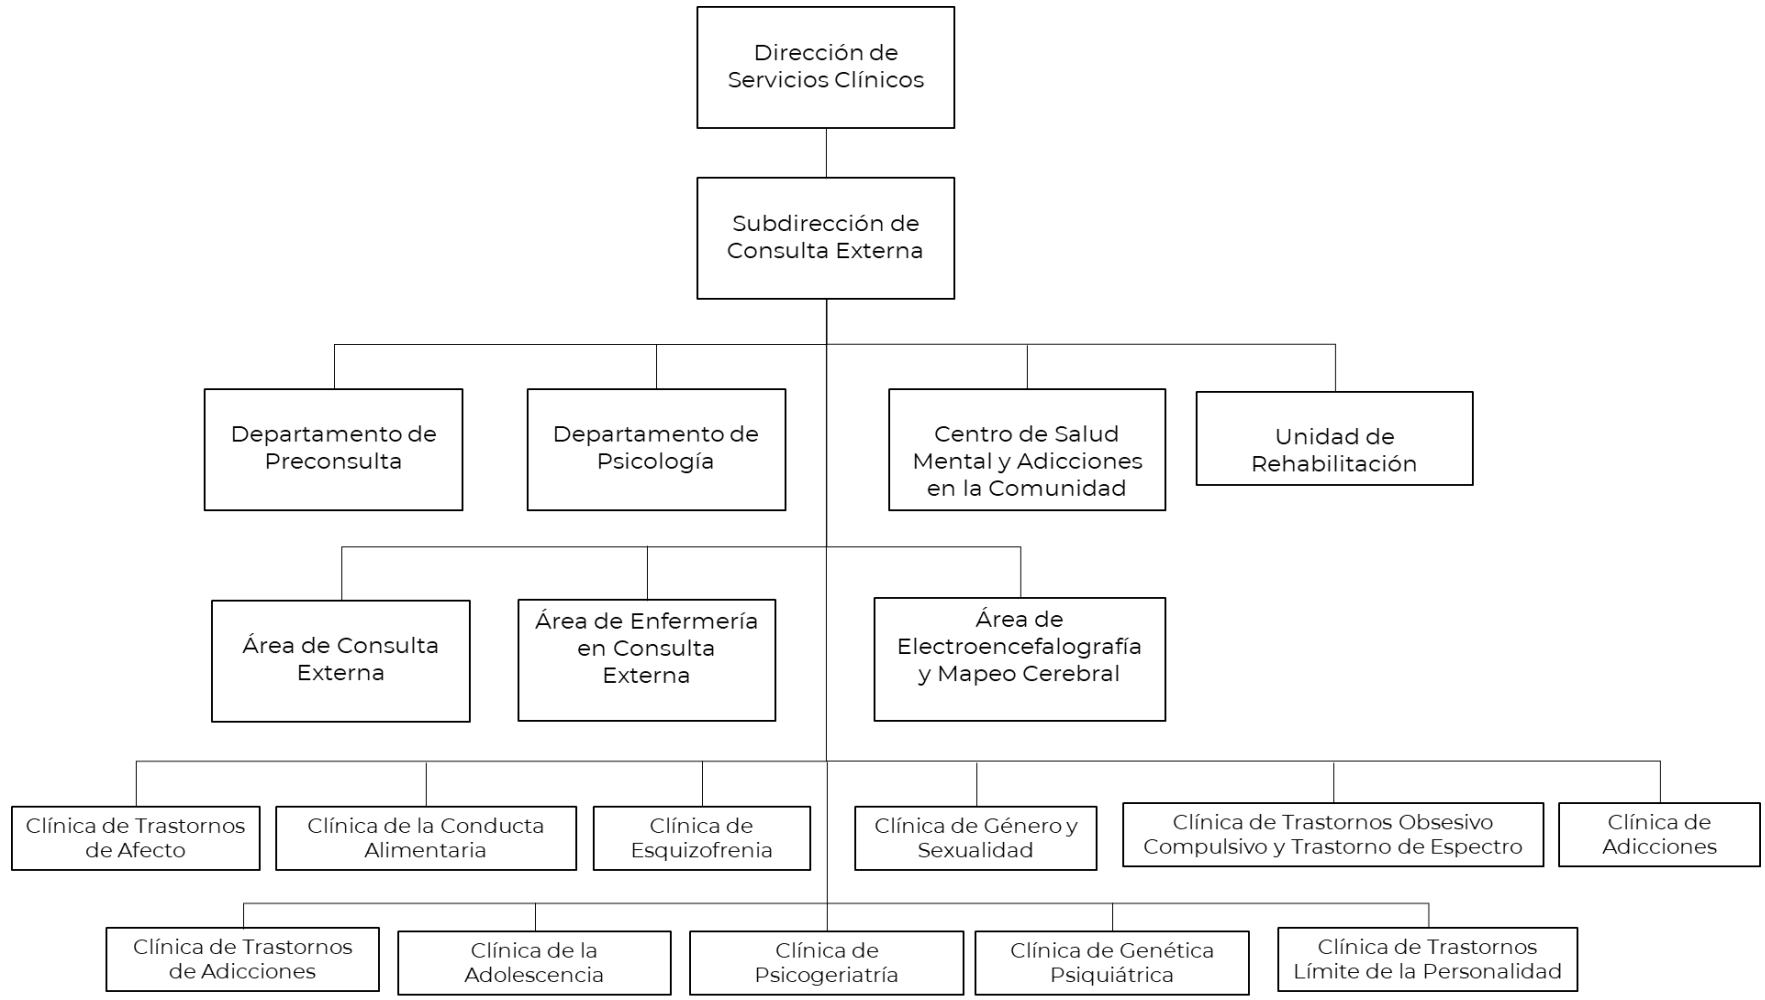 Dirección de
Servicios Clínicos
Subdirección de
Consulta Externa
Departamento de
Preconsulta
Departamento de
Psicología
Centro de Salud
Mental y Adicciones
en la Comunidad
Unidad de
Rehabilitación
Área de Consulta
Externa
Área de Enfermería
en Consulta
Externa
Área de
Electroencefalografía
y Mapeo Cerebral
Clínica de Trastornos
de Afecto
Clínica de la Conducta
Alimentaria
Clínica de
Esquizofrenia
Clínica de Género y
Sexualidad
Clínica de Trastornos Obsesivo
Compulsivo y Trastorno de Espectro
Clínica de
Adicciones
Clínica de Trastornos
de Adicciones
Clínica de la
Adolescencia
Clínica de
Psicogeriatría
Clínica de Genética
Psiquiátrica
Clínica de Trastornos
Límite de la Personalidad